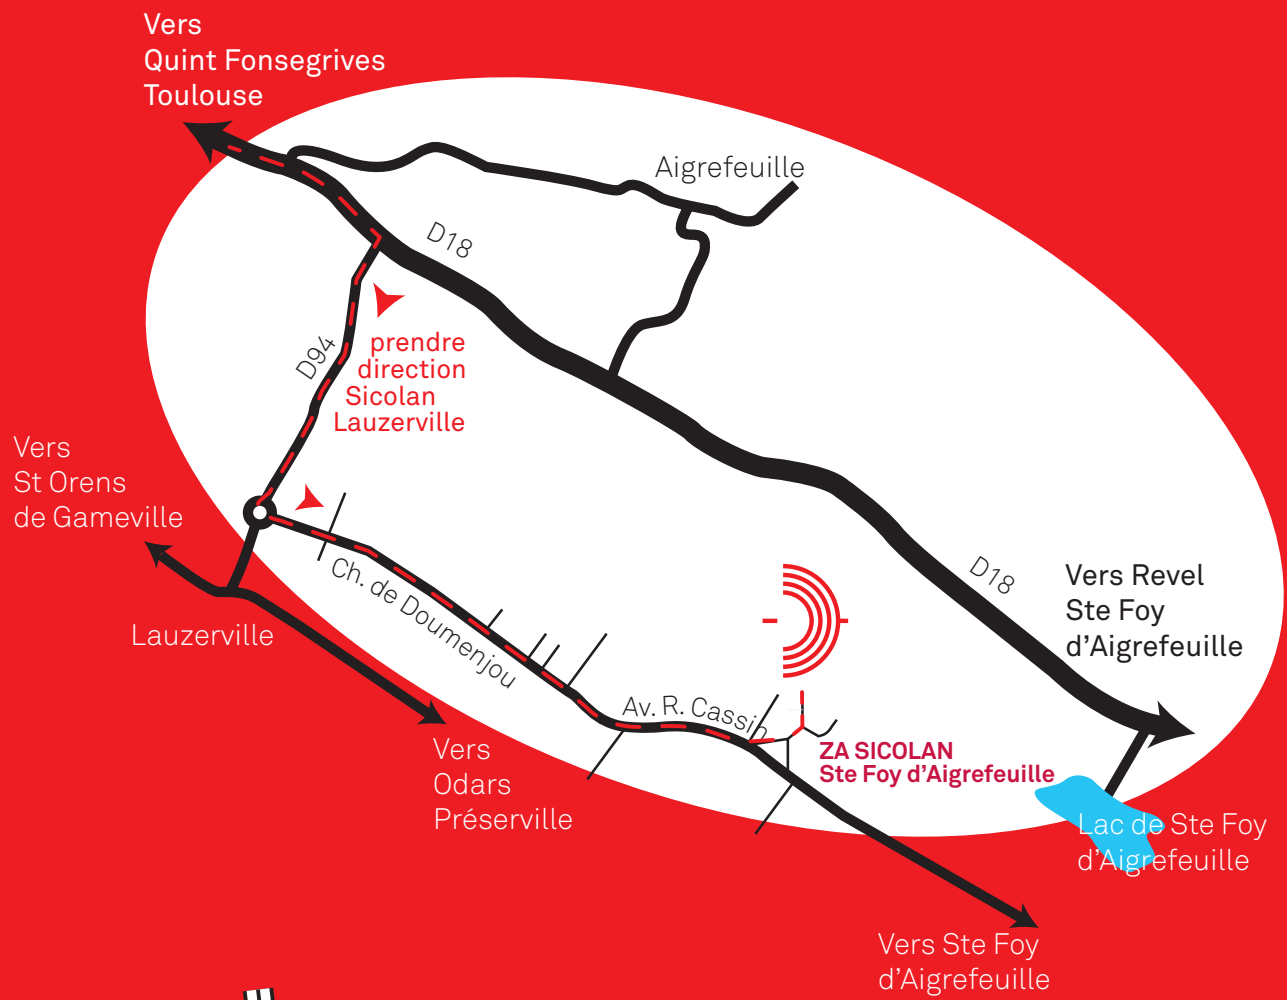 Vers
Quint Fonsegrives
Toulouse
Aigrefeuille
D18
D94
prendre
direction
Sicolan
Lauzerville
Vers
St Orens
de Gameville
Ch. de Doumenjou
D18
Vers Revel
Ste Foy
d'Aigrefeuille
Lauzerville
Av. R. Cassin
ZA SICOLAN
Ste Foy d'Aigrefeuille
Vers
Odars
Préserville
Lac de Ste Foy
d'Aigrefeuille
Vers Ste Foy
d'Aigrefeuille